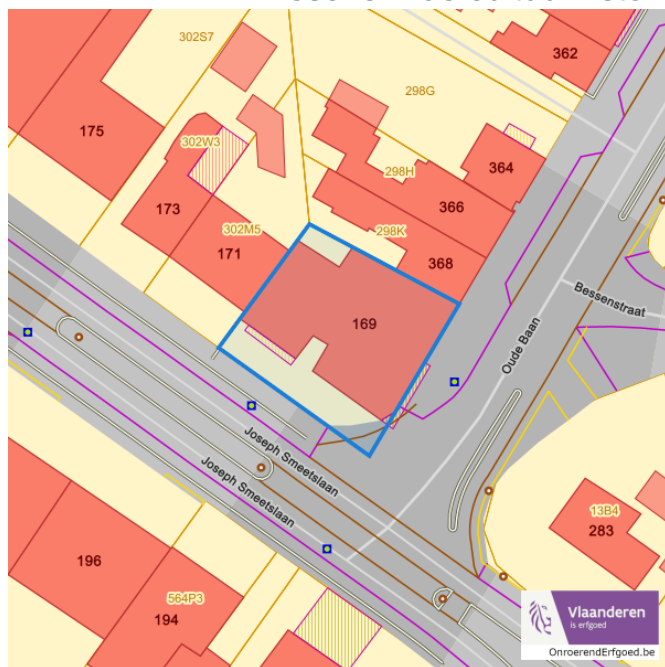 302S7
362
298G
175
302W3
364
298H
173
366
302M5
298K
171
368
Bessenstraat
169
Oude Baan
Joseph Smeetslaan
Joseph Smeetslaan
13B4
283
196
564P3
194
Vlaanderen
is erfgoed
OnroerendErfgoed.be